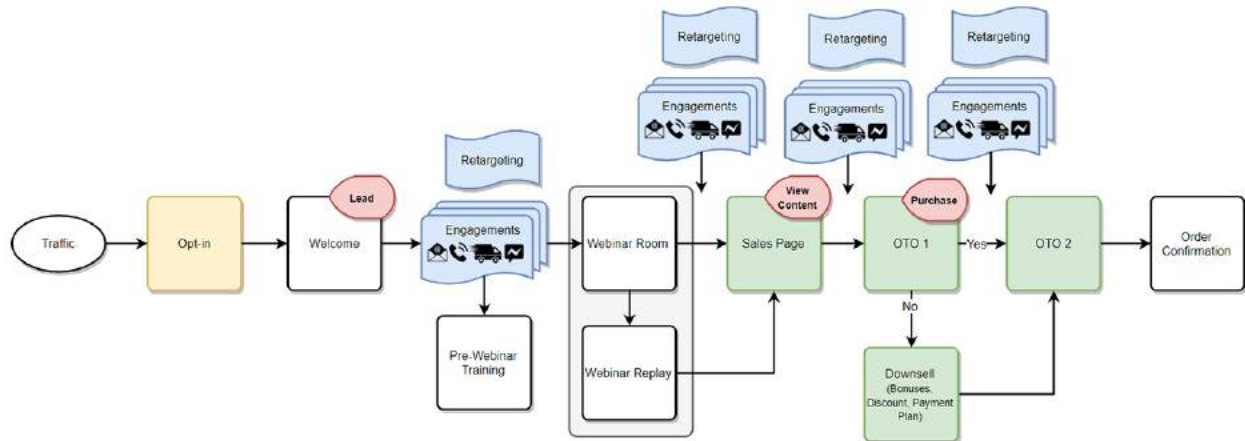 Retargeting
Retargeting
Retargeting
Engagements
Engagements
Engagements
Retargeting
Engagements
Lead
View
Content
Purchase
Traffic
Opt-in
Welcome
Webinar Room
Sales Page
OTO 1
Yes
OTO 2
Order
Confirmation
No
Pre-Webinar
Training
Webinar Replay
Downsell
(Bonuses,
Discount, Payment
Plan)